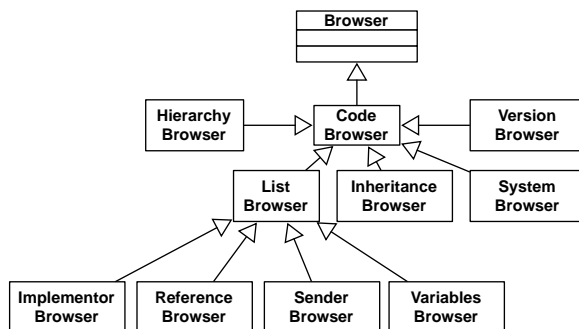 Browser
Hierarchy
Browser
Code
Browser
Version
Browser
List
Browser
Inheritance
Browser
System
Browser
Implementor
Browser
Reference
Browser
Sender
Browser
Variables
Browser